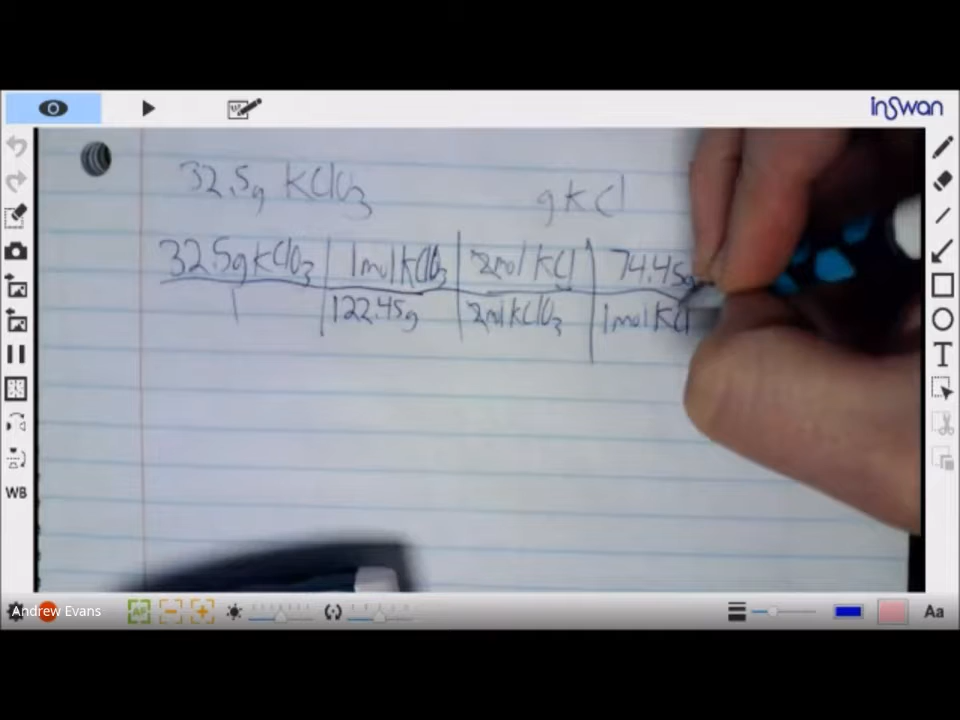 inSwan
32.5g KClO3 g KCl
32.5g KClO3 1mol KClO3 2mol KCl 74.45g
1 122.45g 2mol KClO3 1mol KCl
WB
T
Andrew Evans AF Aa